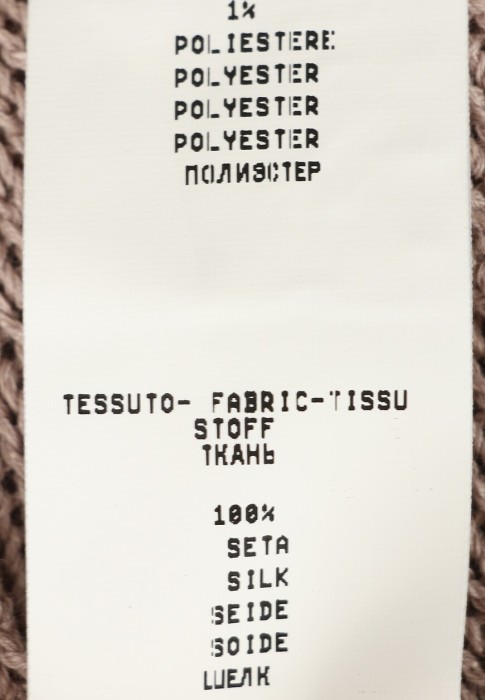 1%
POLIESTERE
POLYESTER
POLYESTER
POLYESTER
ПОЛИЭСТЕР
TESSUTO- FABRIC-TISSU
STOFF
ТКАНЬ
100%
SETA
SILK
SEIDE
SOIDE
ШЕЛК